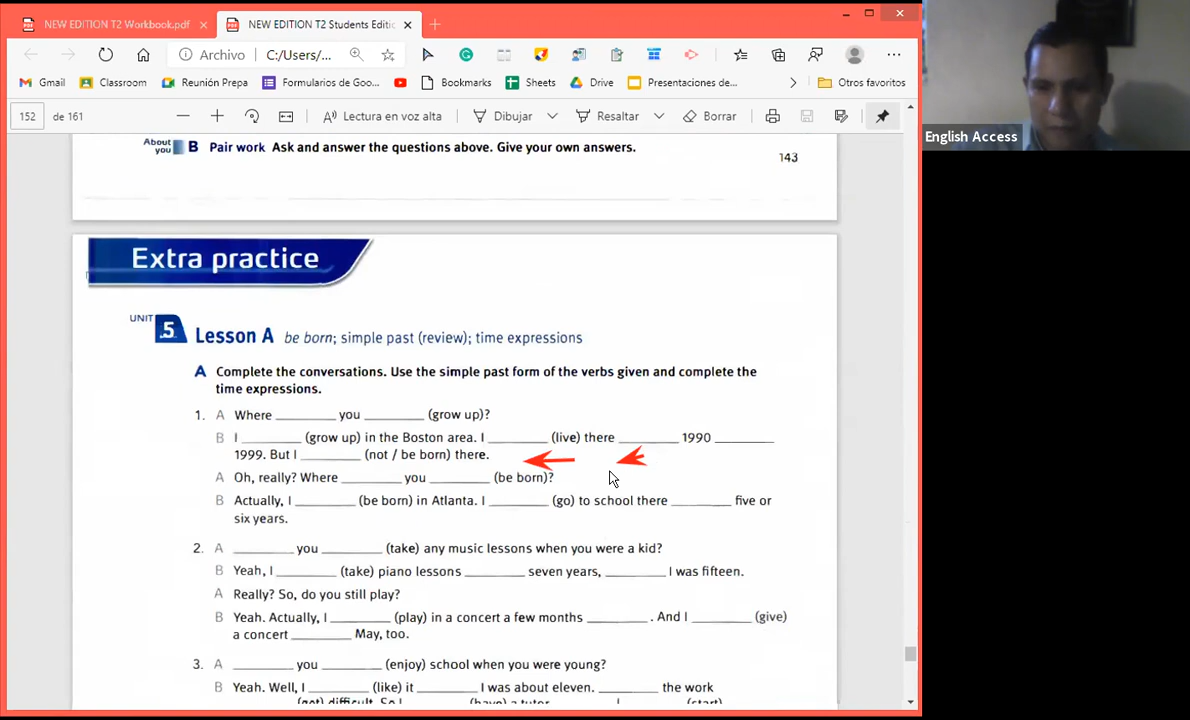 NEW EDITION T2 Workbook.pdf
NEW EDITION T2 Students Editic
Archivo
C:/Users/...
Gmail
Classroom
Reunión Prepa
Formularios de Goo...
Bookmarks
Sheets
Drive
Presentaciones de...
Otros favoritos
152
de 161
Lectura en voz alta
Dibujar
Resaltar
Borrar
English Access
About you B Pair work Ask and answer the questions above. Give your own answers.
143
Extra practice
UNIT 5 Lesson A be born; simple past (review); time expressions
A Complete the conversations. Use the simple past form of the verbs given and complete the
time expressions.
1. A Where ________ you ________ (grow up)?
B I ________ (grow up) in the Boston area. I ________ (live) there ________ 1990 ________
1999. But I ________ (not / be born) there.
A Oh, really? Where ________ you ________ (be born)?
B Actually, I ________ (be born) in Atlanta. I ________ (go) to school there ________ five or
six years.
2. A ________ you ________ (take) any music lessons when you were a kid?
B Yeah, I ________ (take) piano lessons ________ seven years, ________ I was fifteen.
A Really? So, do you still play?
B Yeah. Actually, I ________ (play) in a concert a few months ________ . And I ________ (give)
a concert ________ May, too.
3. A ________ you ________ (enjoy) school when you were young?
B Yeah. Well, I ________ (like) it ________ I was about eleven. ________ the work
(get) difficult. So I ________ (have) a tutor ________ I ________ (start)